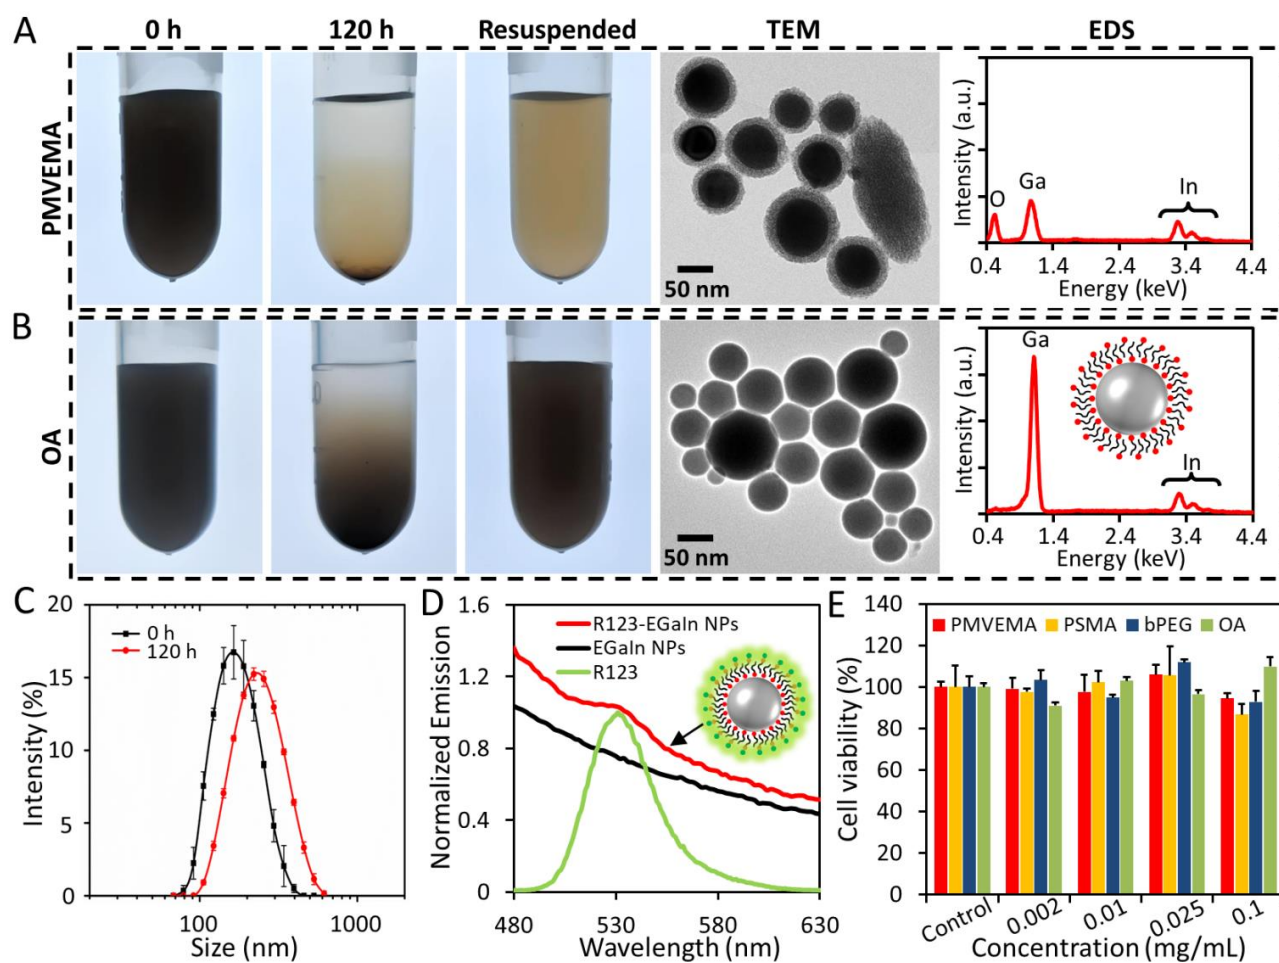 A
0 h
120 h
Resuspended
TEM
EDS
PMVEMA
50 nm
Intensity (a.u.)
O
Ga
In
0.4
1.4
2.4
3.4
4.4
Energy (keV)
B
OA
50 nm
Intensity (a.u.)
Ga
In
0.4
1.4
2.4
3.4
4.4
Energy (keV)
C
20
15
10
5
0
Intensity (%)
0 h
120 h
100
1000
Size (nm)
D
1.6
1.2
0.8
0.4
0
Normalized Emission
R123-EGaIn NPs
EGaIn NPs
R123
480
530
580
630
Wavelength (nm)
E
140
120
100
80
60
40
20
0
Cell viability (%)
PMVEMA
PSMA
bPEG
OA
Control
0.002
0.01
0.025
0.1
Concentration (mg/mL)